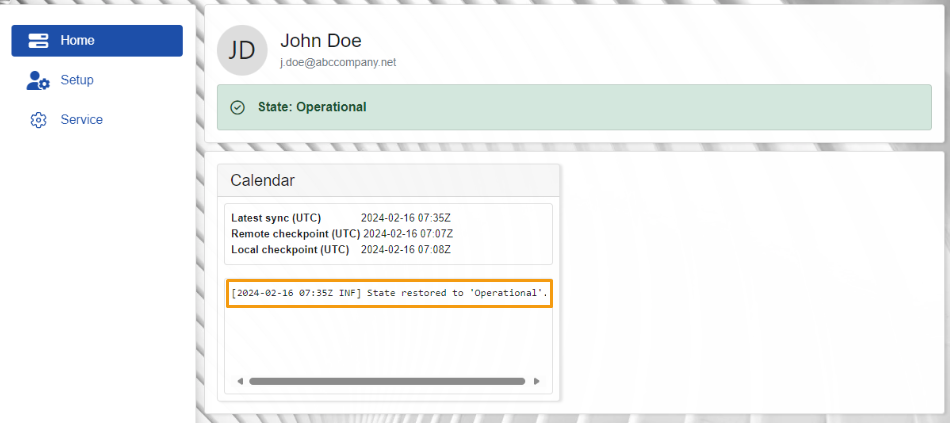 Home
Setup
Service
JD
John Doe
j.doe@abccompany.net
State: Operational
Calendar
Latest sync (UTC) 2024-02-16 07:35Z
Remote checkpoint (UTC) 2024-02-16 07:07Z
Local checkpoint (UTC) 2024-02-16 07:08Z
[2024-02-16 07:35Z INF] State restored to 'Operational'.